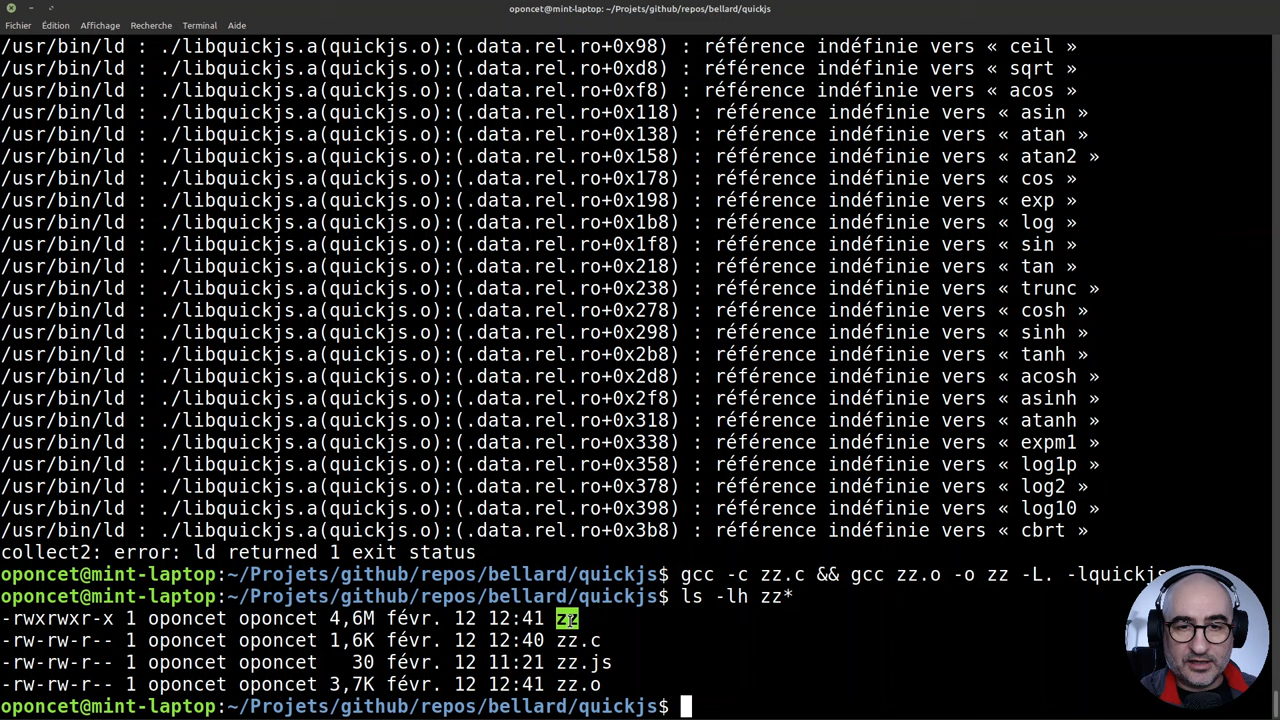 oponcet@mint-laptop:~/Projets/github/repos/bellard/quickjs
Fichier Édition Affichage Recherche Terminal Aide
/usr/bin/ld : ./libquickjs.a(quickjs.o):(.data.rel.ro+0x98) : référence indéfinie vers « ceil »
/usr/bin/ld : ./libquickjs.a(quickjs.o):(.data.rel.ro+0xd8) : référence indéfinie vers « sqrt »
/usr/bin/ld : ./libquickjs.a(quickjs.o):(.data.rel.ro+0xf8) : référence indéfinie vers « acos »
/usr/bin/ld : ./libquickjs.a(quickjs.o):(.data.rel.ro+0x118) : référence indéfinie vers « asin »
/usr/bin/ld : ./libquickjs.a(quickjs.o):(.data.rel.ro+0x138) : référence indéfinie vers « atan »
/usr/bin/ld : ./libquickjs.a(quickjs.o):(.data.rel.ro+0x158) : référence indéfinie vers « atan2 »
/usr/bin/ld : ./libquickjs.a(quickjs.o):(.data.rel.ro+0x178) : référence indéfinie vers « cos »
/usr/bin/ld : ./libquickjs.a(quickjs.o):(.data.rel.ro+0x198) : référence indéfinie vers « exp »
/usr/bin/ld : ./libquickjs.a(quickjs.o):(.data.rel.ro+0x1b8) : référence indéfinie vers « log »
/usr/bin/ld : ./libquickjs.a(quickjs.o):(.data.rel.ro+0x1f8) : référence indéfinie vers « sin »
/usr/bin/ld : ./libquickjs.a(quickjs.o):(.data.rel.ro+0x218) : référence indéfinie vers « tan »
/usr/bin/ld : ./libquickjs.a(quickjs.o):(.data.rel.ro+0x238) : référence indéfinie vers « trunc »
/usr/bin/ld : ./libquickjs.a(quickjs.o):(.data.rel.ro+0x278) : référence indéfinie vers « cosh »
/usr/bin/ld : ./libquickjs.a(quickjs.o):(.data.rel.ro+0x298) : référence indéfinie vers « sinh »
/usr/bin/ld : ./libquickjs.a(quickjs.o):(.data.rel.ro+0x2b8) : référence indéfinie vers « tanh »
/usr/bin/ld : ./libquickjs.a(quickjs.o):(.data.rel.ro+0x2d8) : référence indéfinie vers « acosh »
/usr/bin/ld : ./libquickjs.a(quickjs.o):(.data.rel.ro+0x2f8) : référence indéfinie vers « asinh »
/usr/bin/ld : ./libquickjs.a(quickjs.o):(.data.rel.ro+0x318) : référence indéfinie vers « atanh »
/usr/bin/ld : ./libquickjs.a(quickjs.o):(.data.rel.ro+0x338) : référence indéfinie vers « expm1 »
/usr/bin/ld : ./libquickjs.a(quickjs.o):(.data.rel.ro+0x358) : référence indéfinie vers « log1p »
/usr/bin/ld : ./libquickjs.a(quickjs.o):(.data.rel.ro+0x378) : référence indéfinie vers « log2 »
/usr/bin/ld : ./libquickjs.a(quickjs.o):(.data.rel.ro+0x398) : référence indéfinie vers « log10 »
/usr/bin/ld : ./libquickjs.a(quickjs.o):(.data.rel.ro+0x3b8) : référence indéfinie vers « cbrt »
collect2: error: ld returned 1 exit status
oponcet@mint-laptop:~/Projets/github/repos/bellard/quickjs$ gcc -c zz.c && gcc zz.o -o zz -L. -lquickjs
oponcet@mint-laptop:~/Projets/github/repos/bellard/quickjs$ ls -lh zz*
-rwxrwxr-x 1 oponcet oponcet 4,6M févr. 12 12:41 zz
-rw-rw-r-- 1 oponcet oponcet 1,6K févr. 12 12:40 zz.c
-rw-rw-r-- 1 oponcet oponcet   30 févr. 12 11:21 zz.js
-rw-rw-r-- 1 oponcet oponcet 3,7K févr. 12 12:41 zz.o
oponcet@mint-laptop:~/Projets/github/repos/bellard/quickjs$